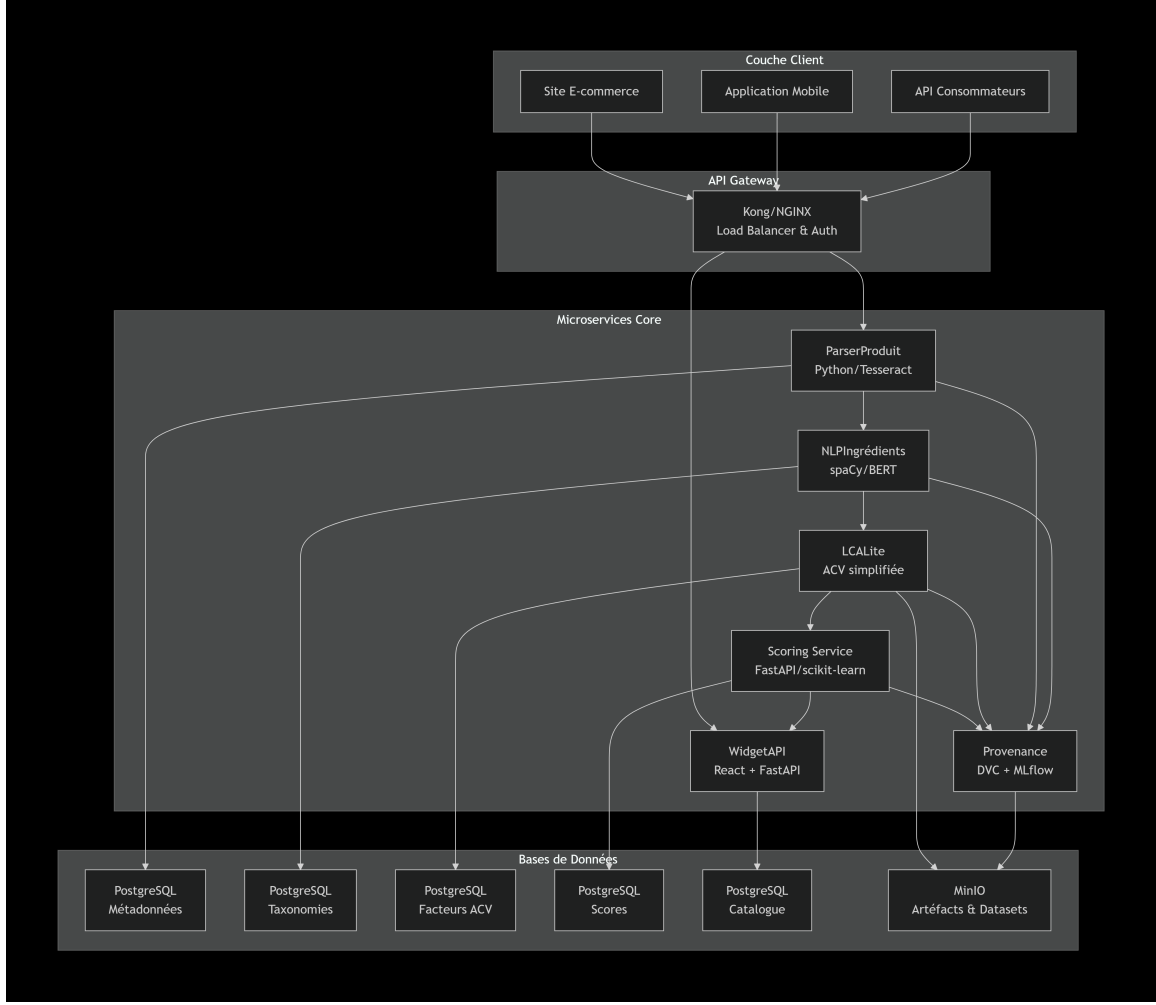 Couche Client
Site E-commerce
Application Mobile
API Consommateurs
API Gateway
Kong/NGINX
Load Balancer & Auth
Microservices Core
ParserProduit
Python/Tesseract
NLPIngrédients
spaCy/BERT
LCALite
ACV simplifiée
Scoring Service
FastAPI/scikit-learn
WidgetAPI
React + FastAPI
Provenance
DVC + MLflow
Bases de Données
PostgreSQL
Métadonnées
PostgreSQL
Taxonomies
PostgreSQL
Facteurs ACV
PostgreSQL
Scores
PostgreSQL
Catalogue
MinIO
Artéfacts & Datasets